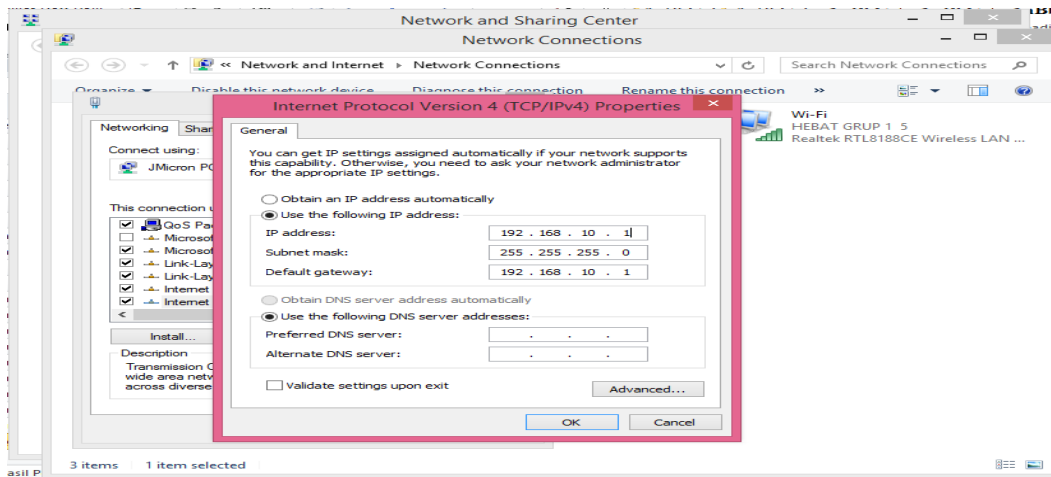 Network and Sharing Center
Network Connections
« Network and Internet ▸ Network Connections
Search Network Connections
Organize Disable this network device Diagnose this connection Rename this connection »
Internet Protocol Version 4 (TCP/IPv4) Properties
Networking Shar
General
Connect using:
JMicron PC
You can get IP settings assigned automatically if your network supports
this capability. Otherwise, you need to ask your network administrator
for the appropriate IP settings.
Obtain an IP address automatically
Use the following IP address:
IP address: 192 . 168 . 10 . 1
Subnet mask: 255 . 255 . 255 . 0
Default gateway: 192 . 168 . 10 . 1
Obtain DNS server address automatically
Use the following DNS server addresses:
Preferred DNS server: . . .
Alternate DNS server: . . .
Validate settings upon exit
Advanced...
OK Cancel
This connection u
QoS Pa
Microsof
Microsof
Link-Lay
Link-Lay
Internet
Internet
Install...
Description
Transmission C
wide area netw
across diverse
Wi-Fi
HEBAT GRUP 1 5
Realtek RTL8188CE Wireless LAN ...
3 items 1 item selected
asil P